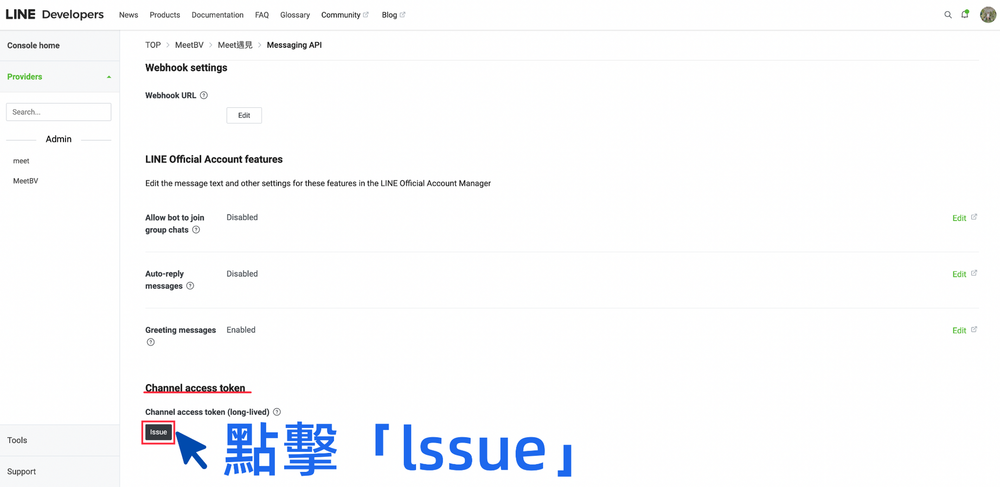 LINE Developers News Products Documentation FAQ Glossary Community Blog
Console home
Providers
Search...
Admin
meet
MeetBV
Tools
Support
TOP > MeetBV > Meet遇見 > Messaging API
Webhook settings
Webhook URL ?
Edit
LINE Official Account features
Edit the message text and other settings for these features in the LINE Official Account Manager
Allow bot to join
group chats ?
Disabled
Edit
Auto-reply
messages ?
Disabled
Edit
Greeting messages
?
Enabled
Edit
Channel access token
Channel access token (long-lived) ?
Issue
點擊「lssue」